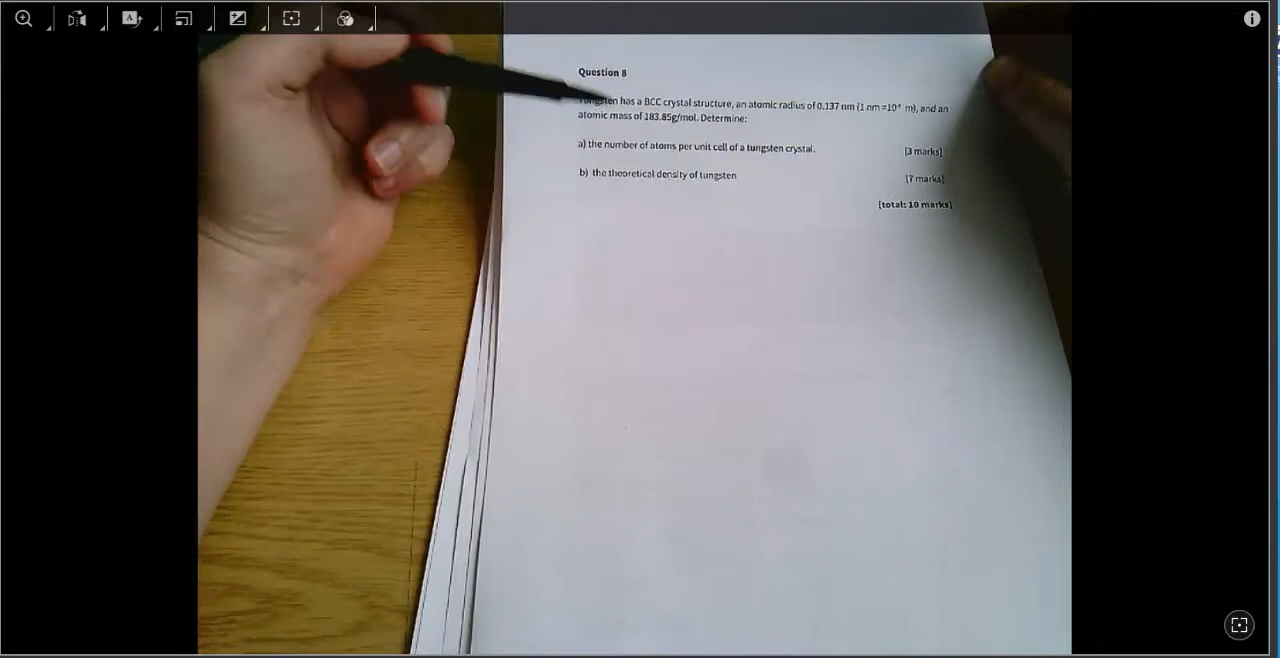 Question 8
Tungsten has a BCC crystal structure, an atomic radius of 0.137 nm (1 nm =10⁻⁹ m), and an
atomic mass of 183.85g/mol. Determine:
a) the number of atoms per unit cell of a tungsten crystal.
[3 marks]
b) the theoretical density of tungsten
[7 marks]
[total: 10 marks]